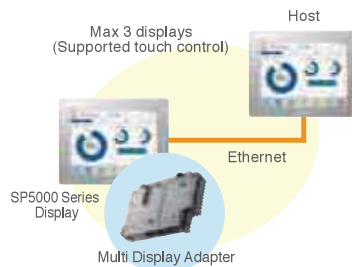 Host
Max 3 displays
(Supported touch control)
Ethernet
SP5000 Series
Display
Multi Display Adapter